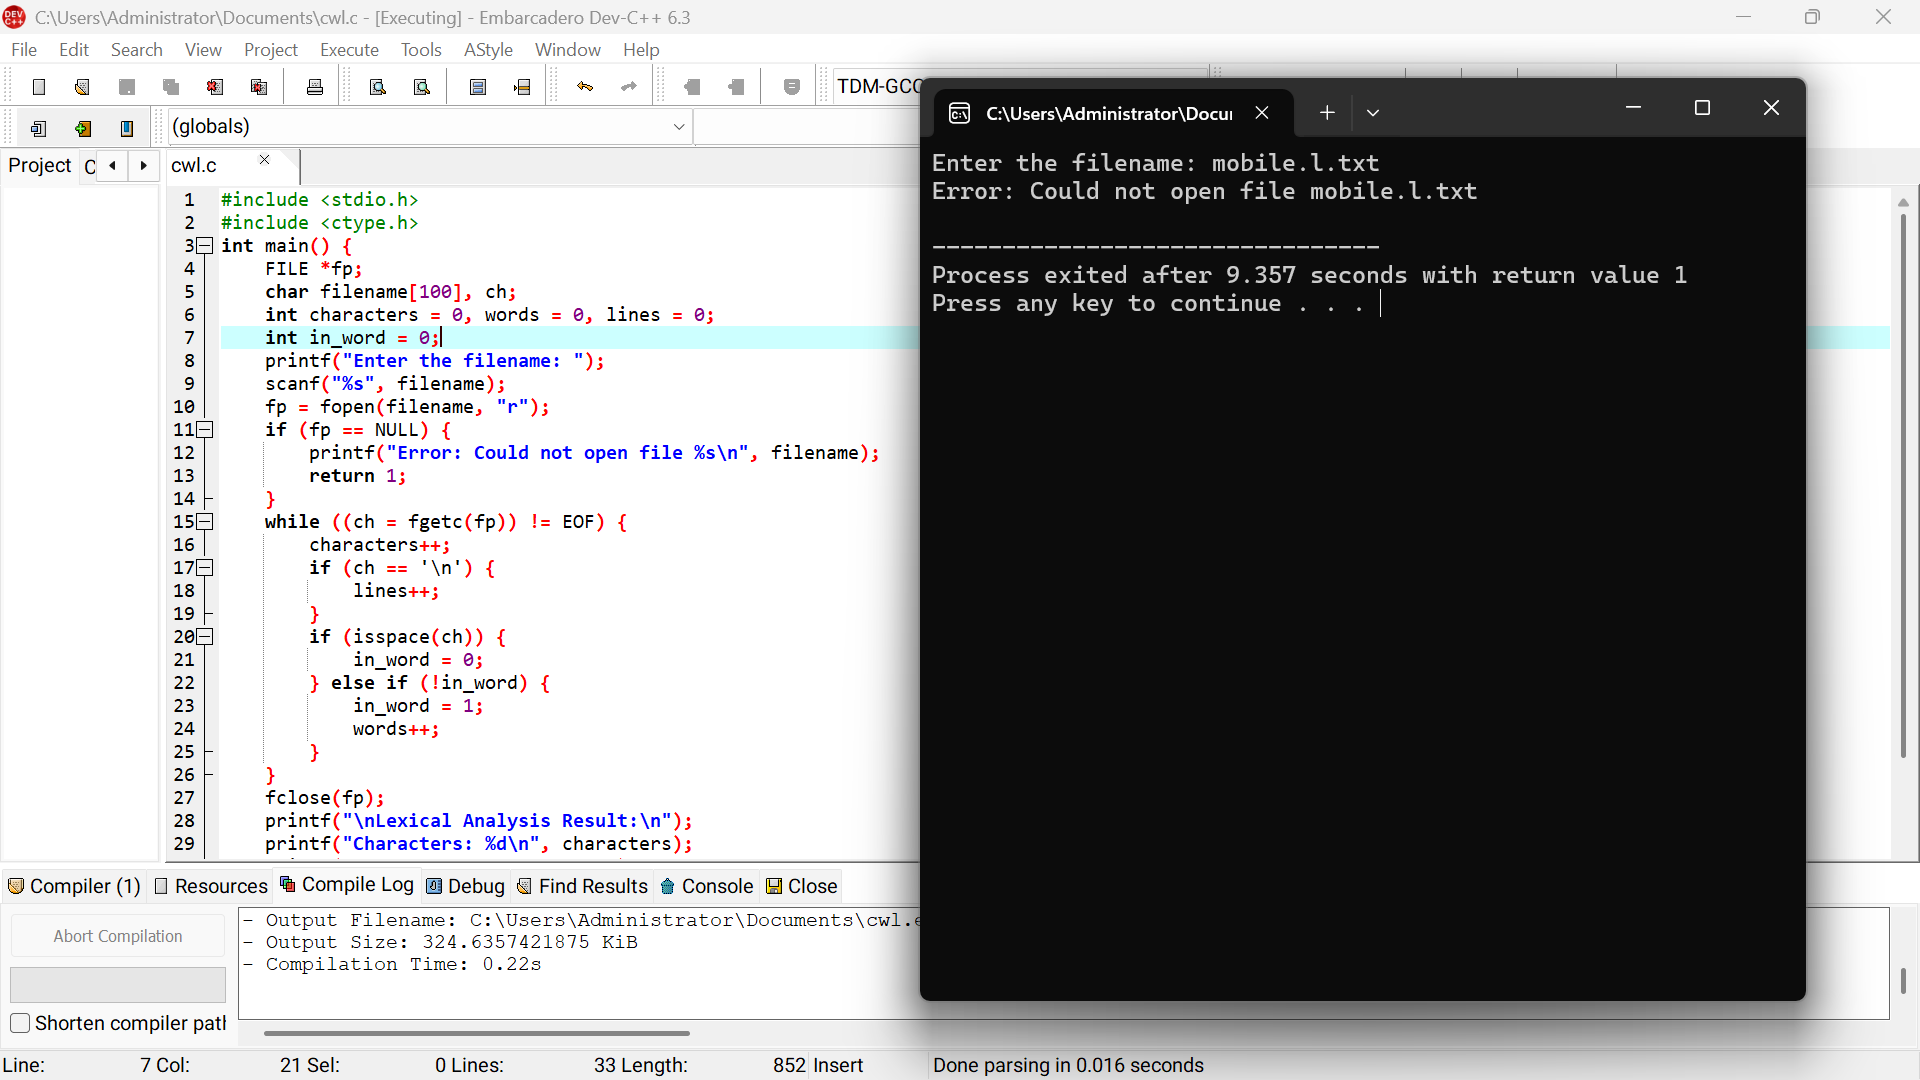 C:\Users\Administrator\Documents\cwl.c - [Executing] - Embarcadero Dev-C++ 6.3
File Edit Search View Project Execute Tools AStyle Window Help
TDM-GCC
(globals)
Project
cwl.c
1 #include <stdio.h>
2 #include <ctype.h>
3 int main() {
4 FILE *fp;
5 char filename[100], ch;
6 int characters = 0, words = 0, lines = 0;
7 int in_word = 0;
8 printf("Enter the filename: ");
9 scanf("%s", filename);
10 fp = fopen(filename, "r");
11 if (fp == NULL) {
12 printf("Error: Could not open file %s\n", filename);
13 return 1;
14 }
15 while ((ch = fgetc(fp)) != EOF) {
16 characters++;
17 if (ch == '\n') {
18 lines++;
19 }
20 if (isspace(ch)) {
21 in_word = 0;
22 } else if (!in_word) {
23 in_word = 1;
24 words++;
25 }
26 }
27 fclose(fp);
28 printf("\nLexical Analysis Result:\n");
29 printf("Characters: %d\n", characters);
C:\Users\Administrator\Docu
Enter the filename: mobile.l.txt
Error: Could not open file mobile.l.txt
--------------------------------
Process exited after 9.357 seconds with return value 1
Press any key to continue . . .
Compiler (1) Resources Compile Log Debug Find Results Console Close
Abort Compilation
Shorten compiler path
- Output Filename: C:\Users\Administrator\Documents\cwl.e
- Output Size: 324.6357421875 KiB
- Compilation Time: 0.22s
Line: 7 Col: 21 Sel: 0 Lines: 33 Length: 852 Insert Done parsing in 0.016 seconds